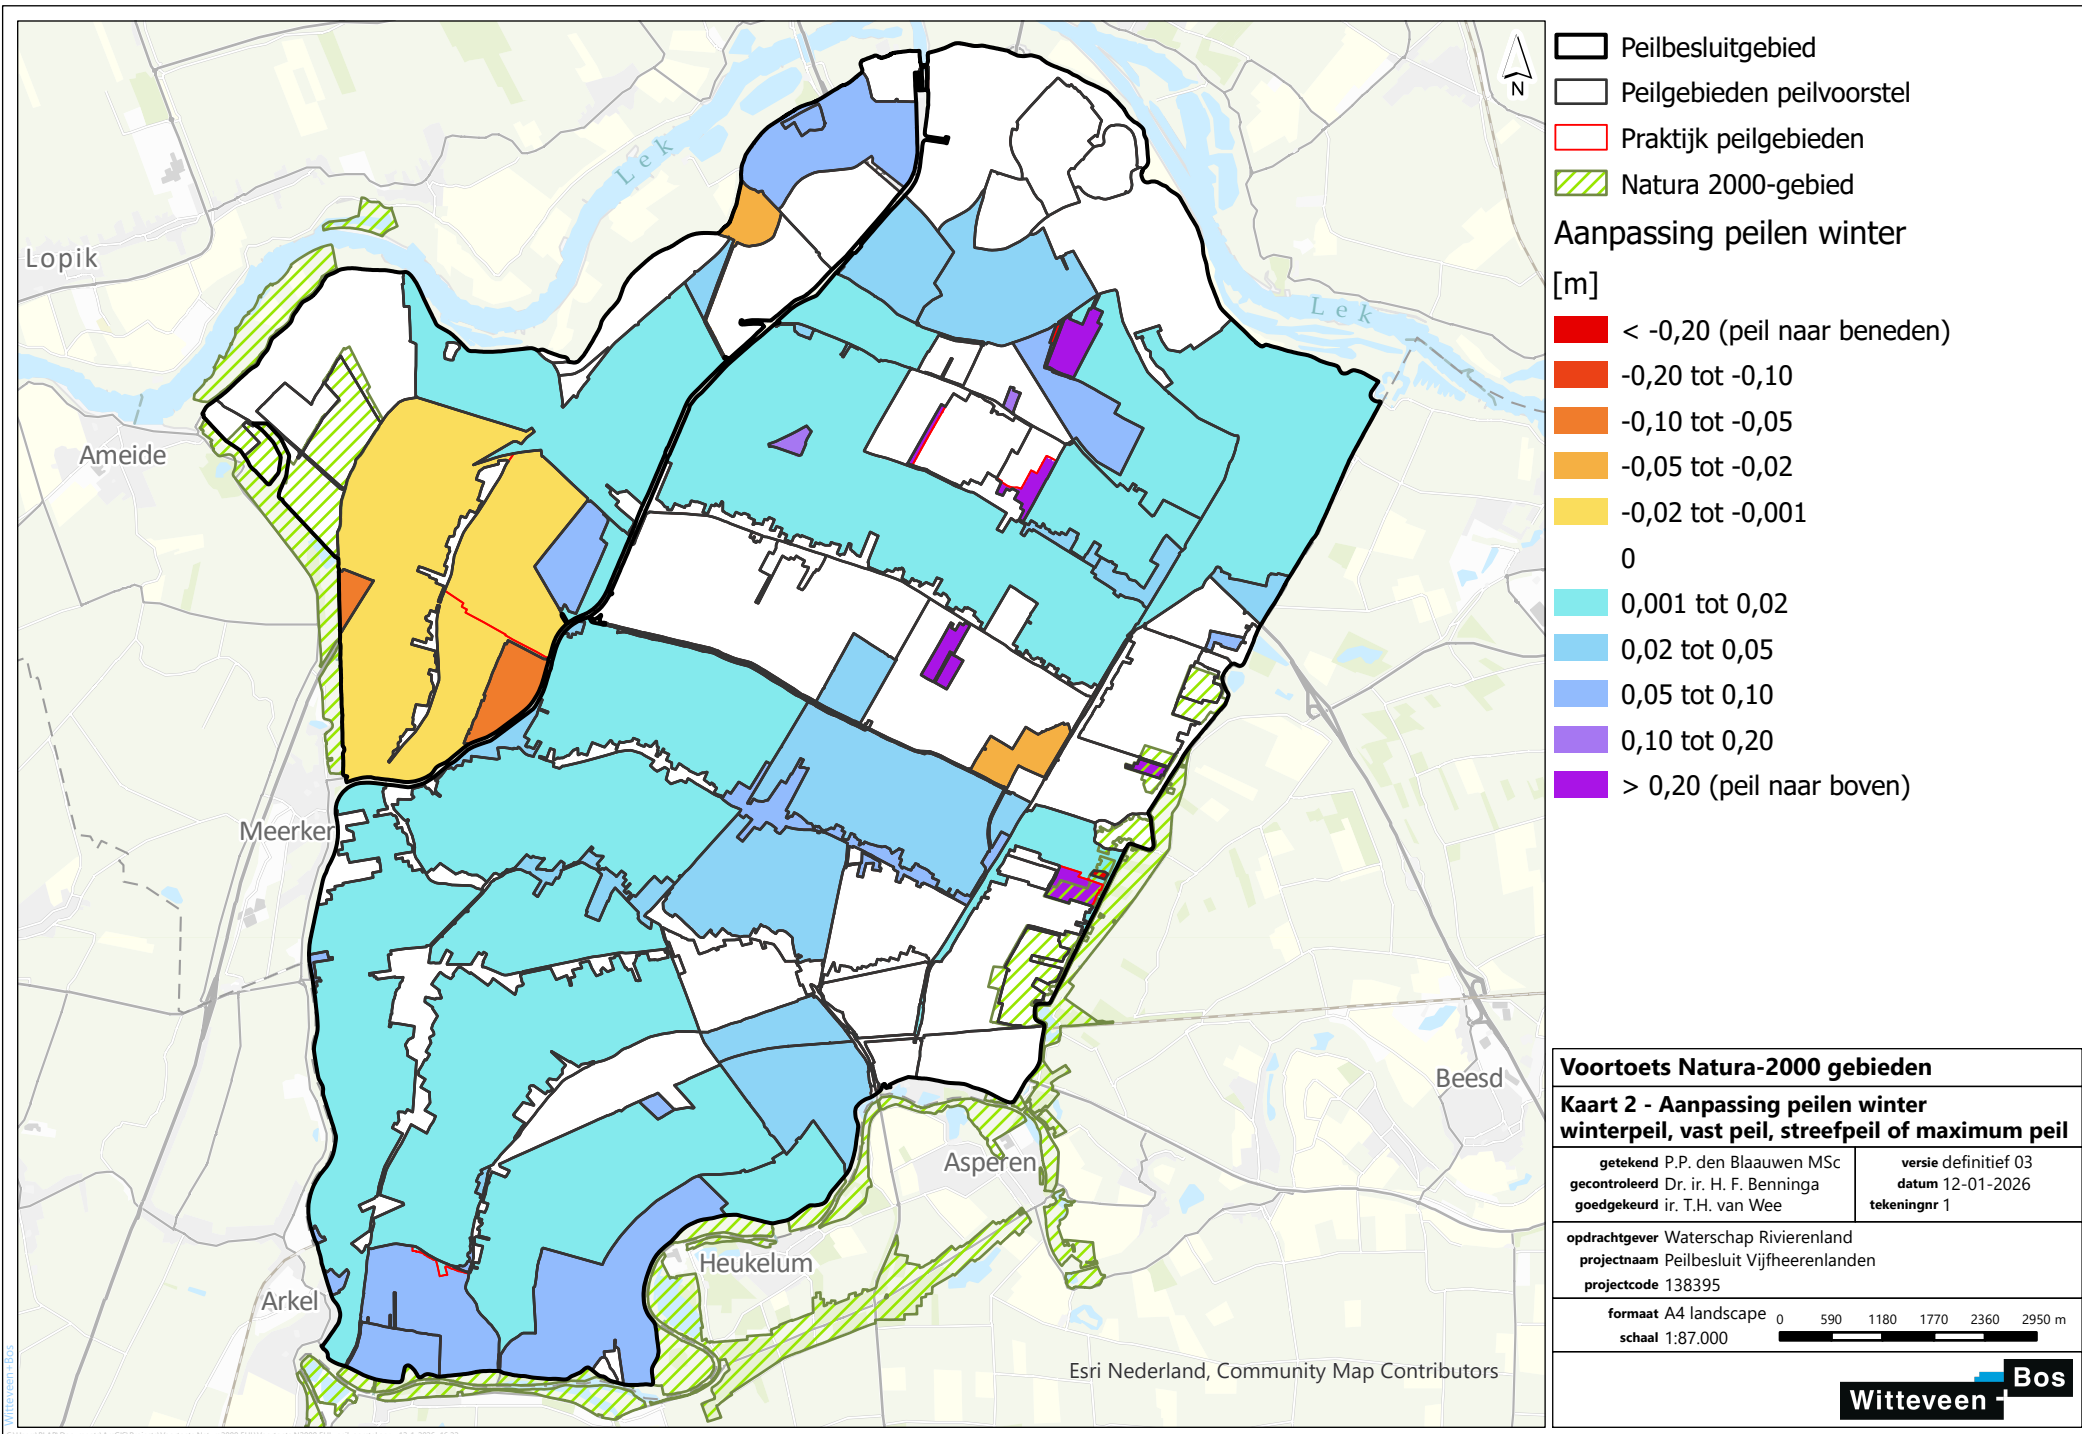 Lopik
Ameide
Meerker
Arkel
Heukelum
Asperen
Beesd
Lek
Lek
N
Esri Nederland, Community Map Contributors
Witteveen+Bos
Peilbesluitgebied
Peilgebieden peilvoorstel
Praktijk peilgebieden
Natura 2000-gebied
Aanpassing peilen winter
[m]
< -0,20 (peil naar beneden)
-0,20 tot -0,10
-0,10 tot -0,05
-0,05 tot -0,02
-0,02 tot -0,001
0
0,001 tot 0,02
0,02 tot 0,05
0,05 tot 0,10
0,10 tot 0,20
> 0,20 (peil naar boven)
Voortoets Natura-2000 gebieden
Kaart 2 - Aanpassing peilen winter
winterpeil, vast peil, streefpeil of maximum peil
getekend P.P. den Blaauwen MSc versie definitief 03
gecontroleerd Dr. ir. H. F. Benninga datum 12-01-2026
goedgekeurd ir. T.H. van Wee tekeningnr 1
opdrachtgever Waterschap Rivierenland
projectnaam Peilbesluit Vijfheerenlanden
projectcode 138395
formaat A4 landscape 0 590 1180 1770 2360 2950 m
schaal 1:87.000
Witteveen + Bos